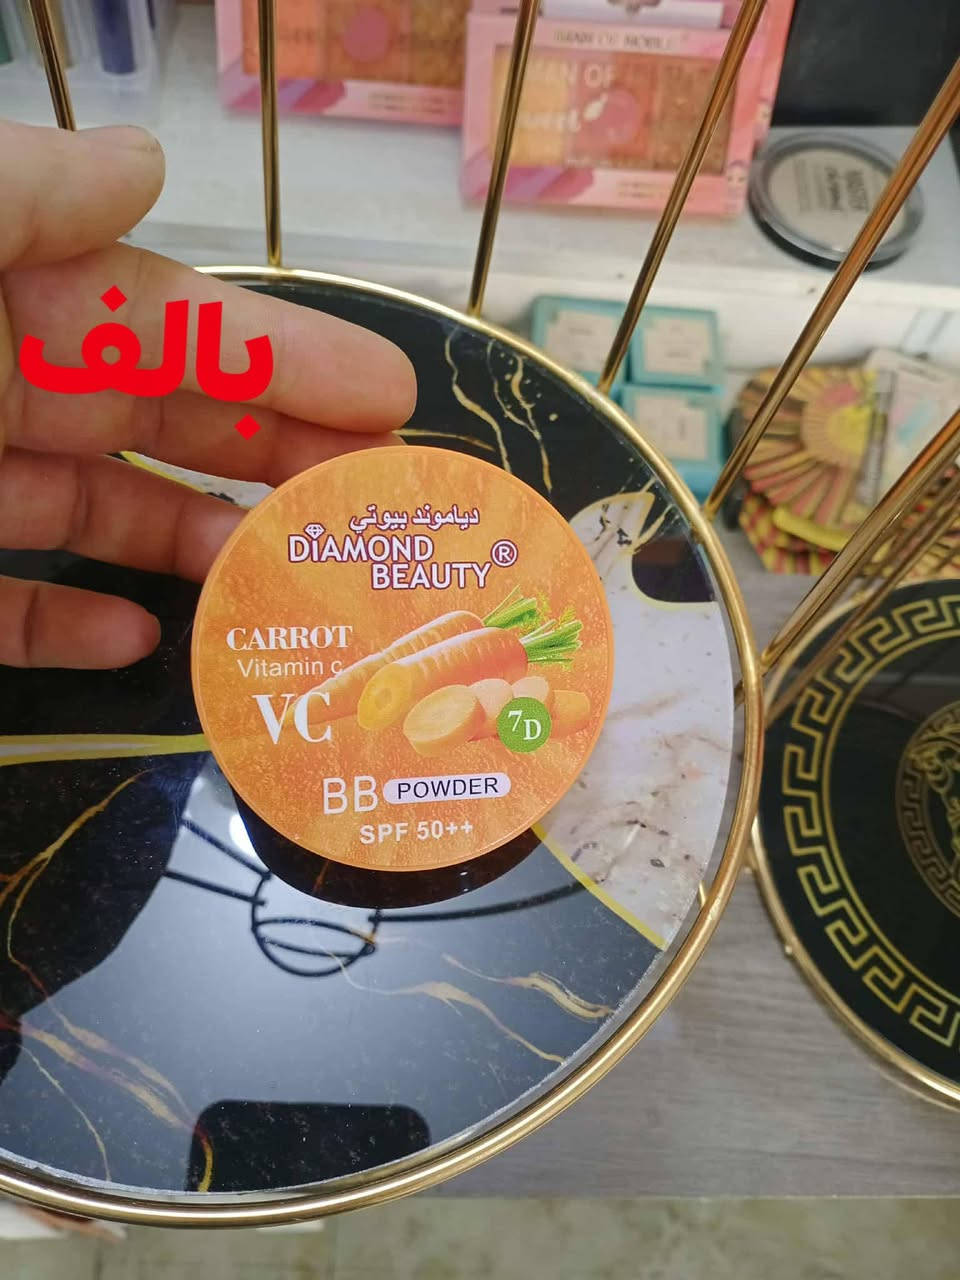 بالف
دياموند بيوتي
DIAMOND
BEAUTY®
CARROT
Vitamin c
VC
7D
BB POWDER
SPF 50++